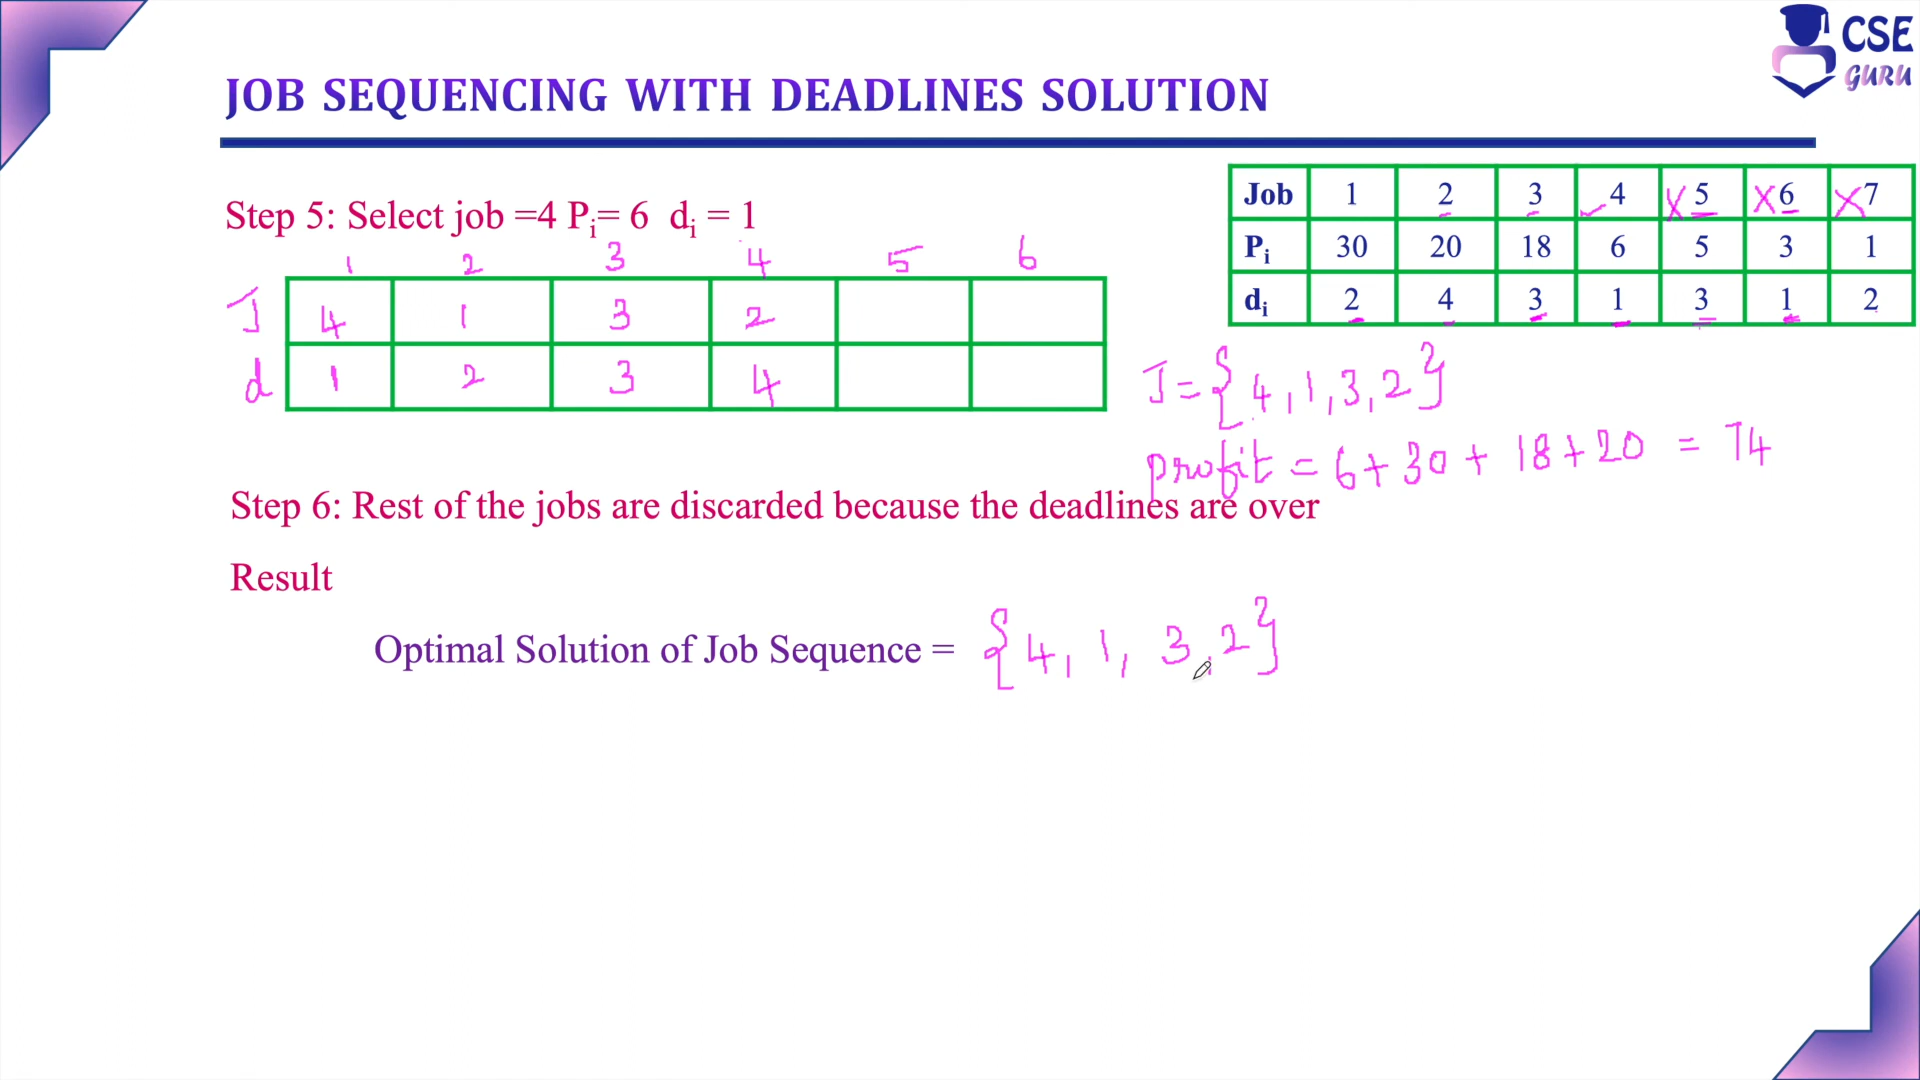 CSE
GURU
JOB SEQUENCING WITH DEADLINES SOLUTION
Step 5: Select job =4 Pi= 6 di = 1
1 2 3 4 5 6
J 4 1 3 2
d 1 2 3 4
Job 1 2 3 ✓4 X5 X6 X7
Pi 30 20 18 6 5 3 1
di 2 4 3 1 3 1 2
J = {4,1,3,2}
profit = 6+30+18+20 = 74
Step 6: Rest of the jobs are discarded because the deadlines are over
Result
Optimal Solution of Job Sequence = {4, 1, 3, 2}